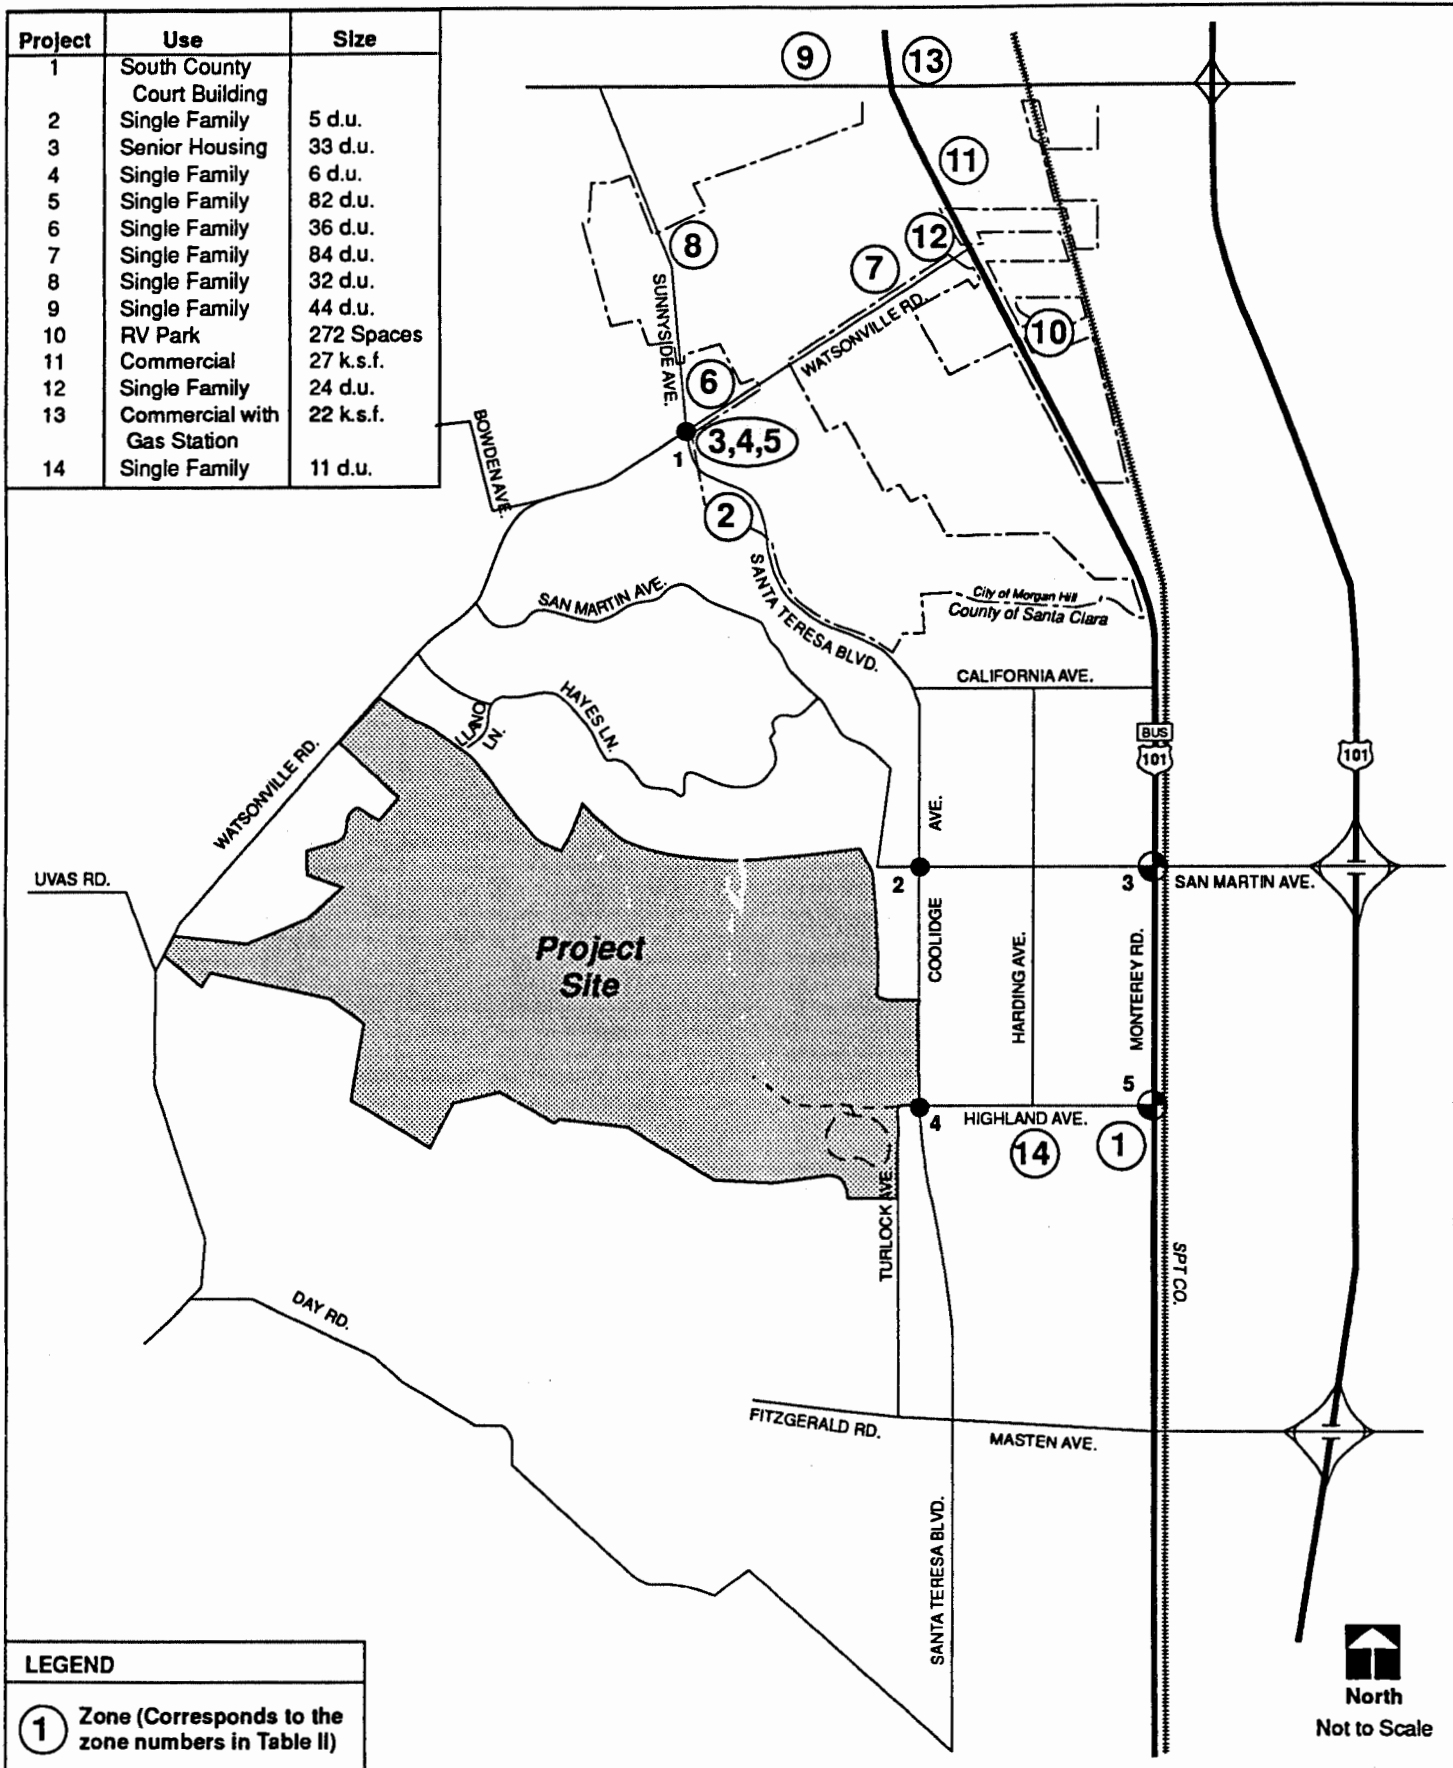 Project Use Size
1 South County
Court Building
2 Single Family 5 d.u.
3 Senior Housing 33 d.u.
4 Single Family 6 d.u.
5 Single Family 82 d.u.
6 Single Family 36 d.u.
7 Single Family 84 d.u.
8 Single Family 32 d.u.
9 Single Family 44 d.u.
10 RV Park 272 Spaces
11 Commercial 27 k.s.f.
12 Single Family 24 d.u.
13 Commercial with 22 k.s.f.
Gas Station
14 Single Family 11 d.u.
9
13
11
12
8
7
SUNNYSIDE AVE.
WATSONVILLE RD.
10
6
BOWDEN AVE.
3,4,5
1
2
SANTA TERESA BLVD.
SAN MARTIN AVE.
City of Morgan Hill
County of Santa Clara
CALIFORNIA AVE.
HAYES LN.
LLANO
LN.
BUS
101
101
WATSONVILLE RD.
AVE.
UVAS RD.
2
3
SAN MARTIN AVE.
COOLIDGE
HARDING AVE.
MONTEREY RD.
Project
Site
5
4
HIGHLAND AVE.
14
1
TURLOCK AVE.
SPT CO.
DAY RD.
FITZGERALD RD.
MASTEN AVE.
SANTA TERESA BLVD.
LEGEND
1 Zone (Corresponds to the
zone numbers in Table II)
North
Not to Scale